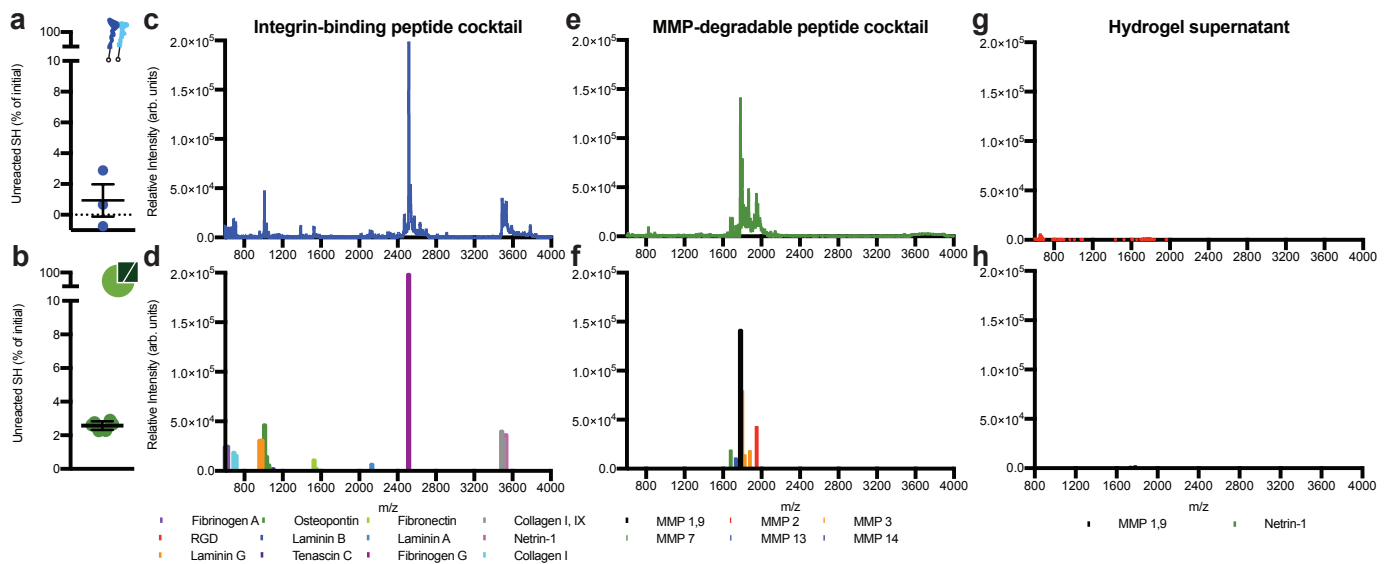 a
100
10
8
6
4
2
0
Unreacted SH (% of initial)
c
Integrin-binding peptide cocktail
2.0×10⁵
1.5×10⁵
1.0×10⁵
5.0×10⁴
0.0
Relative Intensity (arb. units)
800 1200 1600 2000 2400 2800 3200 3600 4000
e
MMP-degradable peptide cocktail
2.0×10⁵
1.5×10⁵
1.0×10⁵
5.0×10⁴
0
800 1200 1600 2000 2400 2800 3200 3600 4000
g
Hydrogel supernatant
2.0×10⁵
1.5×10⁵
1.0×10⁵
5.0×10⁴
0.0
800 1200 1600 2000 2400 2800 3200 3600 4000
b
100
10
8
6
4
2
0
Unreacted SH (% of initial)
d
2.0×10⁵
1.5×10⁵
1.0×10⁵
5.0×10⁴
0.0
Relative Intensity (arb. units)
800 1200 1600 2000 2400 2800 3200 3600 4000
m/z
f
2.0×10⁵
1.5×10⁵
1.0×10⁵
5.0×10⁴
0.0
800 1200 1600 2000 2400 2800 3200 3600 4000
m/z
h
2.0×10⁵
1.5×10⁵
1.0×10⁵
5.0×10⁴
0.0
800 1200 1600 2000 2400 2800 3200 3600 4000
m/z
Fibrinogen A Osteopontin Fibronectin Collagen I, IX
RGD Laminin B Laminin A Netrin-1
Laminin G Tenascin C Fibrinogen G Collagen I
MMP 1,9 MMP 2 MMP 3
MMP 7 MMP 13 MMP 14
MMP 1,9 Netrin-1